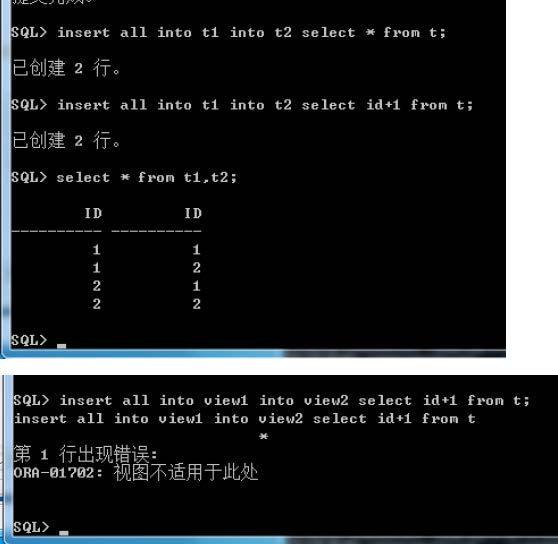 SQL> insert all into t1 into t2 select * from t;
已创建 2 行。
SQL> insert all into t1 into t2 select id+1 from t;
已创建 2 行。
SQL> select * from t1,t2;
ID ID
---------- ----------
1 1
1 2
2 1
2 2
SQL> _
SQL> insert all into view1 into view2 select id+1 from t;
insert all into view1 into view2 select id+1 from t
*
第 1 行出现错误:
ORA-01702: 视图不适用于此处
SQL> _